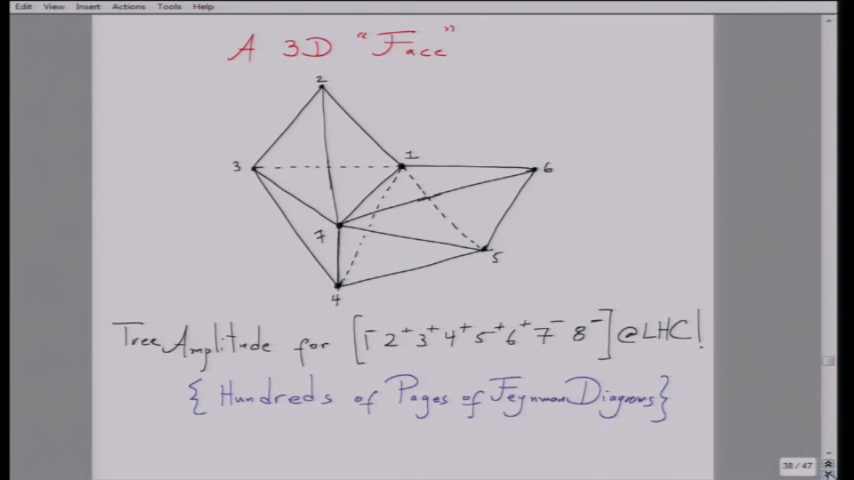 Edit View Insert Actions Tools Help
A 3D "Face"
2
3
1
6
7
5
4
Tree Amplitude for [1⁻ 2⁺ 3⁺ 4⁺ 5⁺ 6⁺ 7⁻ 8⁻] @LHC!
{Hundreds of Pages of Feynman Diagrams}
38 / 47